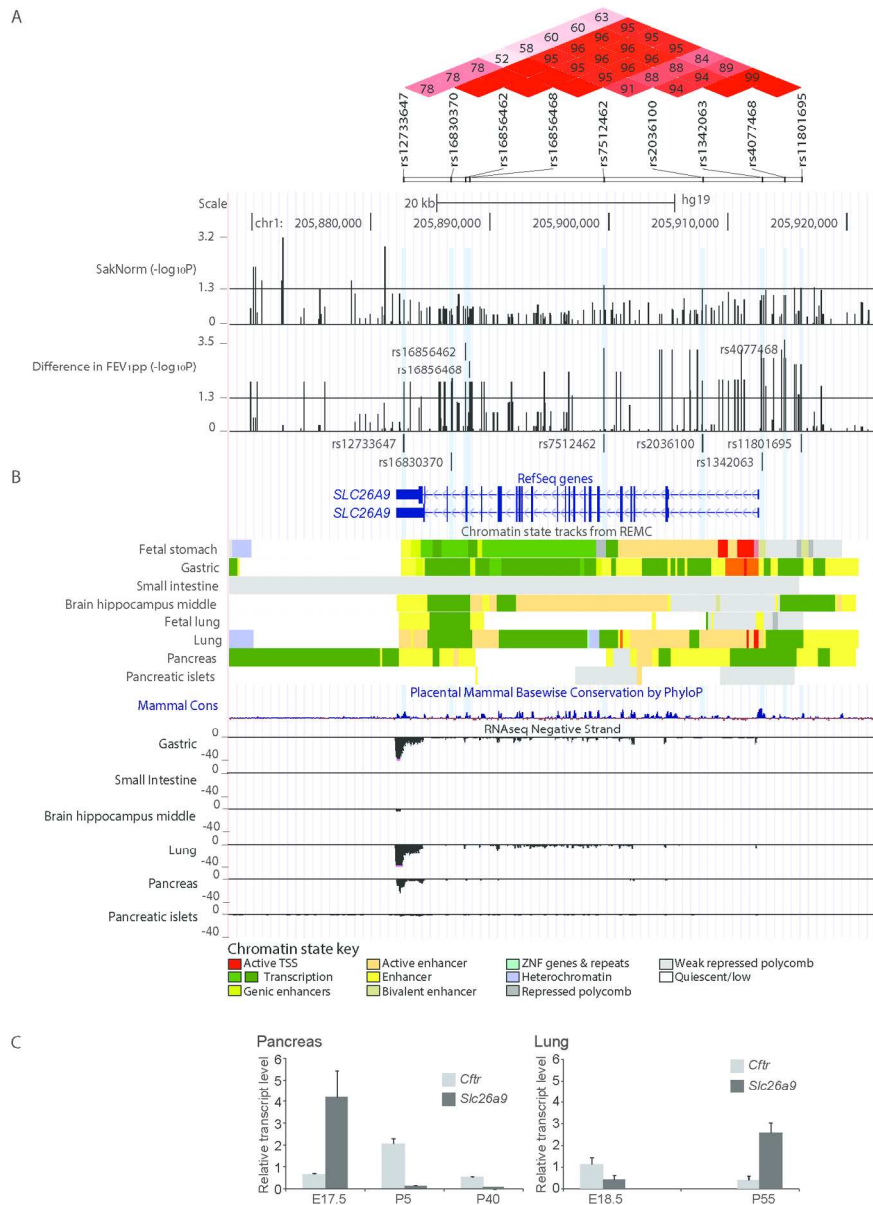 A
63
60 95
60 96 95
58 96 96 95
52 95 96 96 84
78 95 96 88 89
78 95 88 94 99
78 91 94
rs12733647 rs16830370 rs16856462 rs16856468 rs7512462 rs2036100 rs1342063 rs4077468 rs11801695
Scale 20 kb hg19
chr1: 205,880,000 205,890,000 205,900,000 205,910,000 205,920,000
3.2
SakNorm (-log10P)
1.3
0
3.5
rs16856462 rs4077468
Difference in FEV1pp (-log10P)
rs16856468
1.3
0
rs12733647 rs7512462 rs2036100 rs11801695
rs16830370 rs1342063
B
RefSeq genes
SLC26A9
SLC26A9
Chromatin state tracks from REMC
Fetal stomach
Gastric
Small intestine
Brain hippocampus middle
Fetal lung
Lung
Pancreas
Pancreatic islets
Placental Mammal Basewise Conservation by PhyloP
Mammal Cons
RNAseq Negative Strand
0
Gastric
-40
0
Small Intestine
-40
0
Brain hippocampus middle
-40
0
Lung
-40
0
Pancreas
-40
0
Pancreatic islets
-40
Chromatin state key
Active TSS Active enhancer ZNF genes & repeats Weak repressed polycomb
Transcription Enhancer Heterochromatin Quiescent/low
Genic enhancers Bivalent enhancer Repressed polycomb
C
Pancreas
Relative transcript level
6
5
4
3
2
1
0
Cftr
Slc26a9
E17.5 P5 P40
Lung
Relative transcript level
6
5
4
3
2
1
0
Cftr
Slc26a9
E18.5 P55